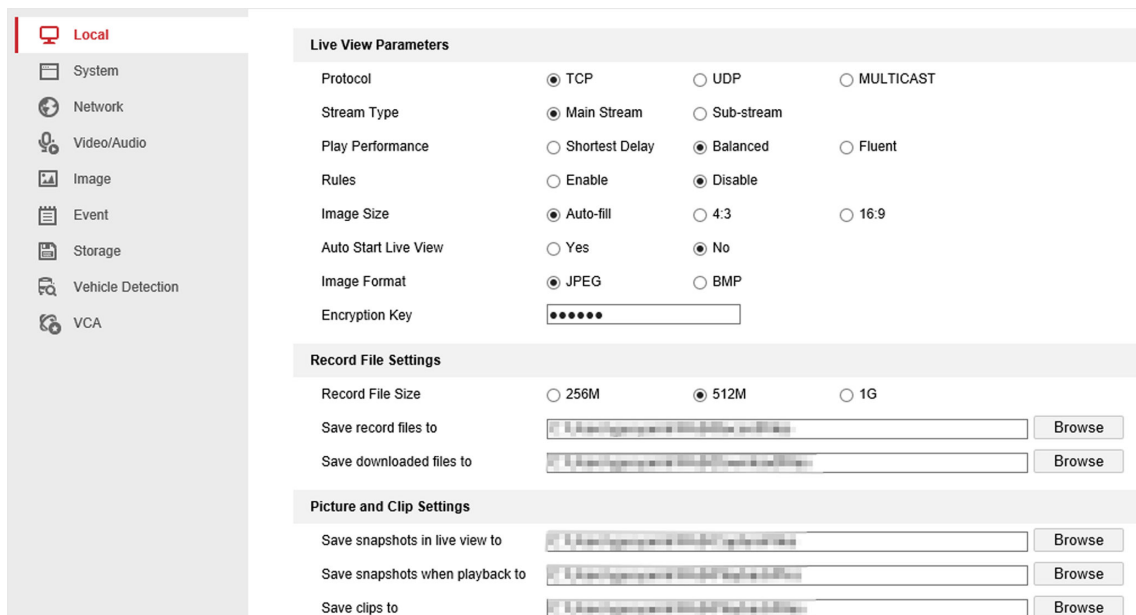 Local
System
Network
Video/Audio
Image
Event
Storage
Vehicle Detection
VCA
Live View Parameters
Protocol TCP UDP MULTICAST
Stream Type Main Stream Sub-stream
Play Performance Shortest Delay Balanced Fluent
Rules Enable Disable
Image Size Auto-fill 4:3 16:9
Auto Start Live View Yes No
Image Format JPEG BMP
Encryption Key ●●●●●●
Record File Settings
Record File Size 256M 512M 1G
Save record files to Browse
Save downloaded files to Browse
Picture and Clip Settings
Save snapshots in live view to Browse
Save snapshots when playback to Browse
Save clips to Browse